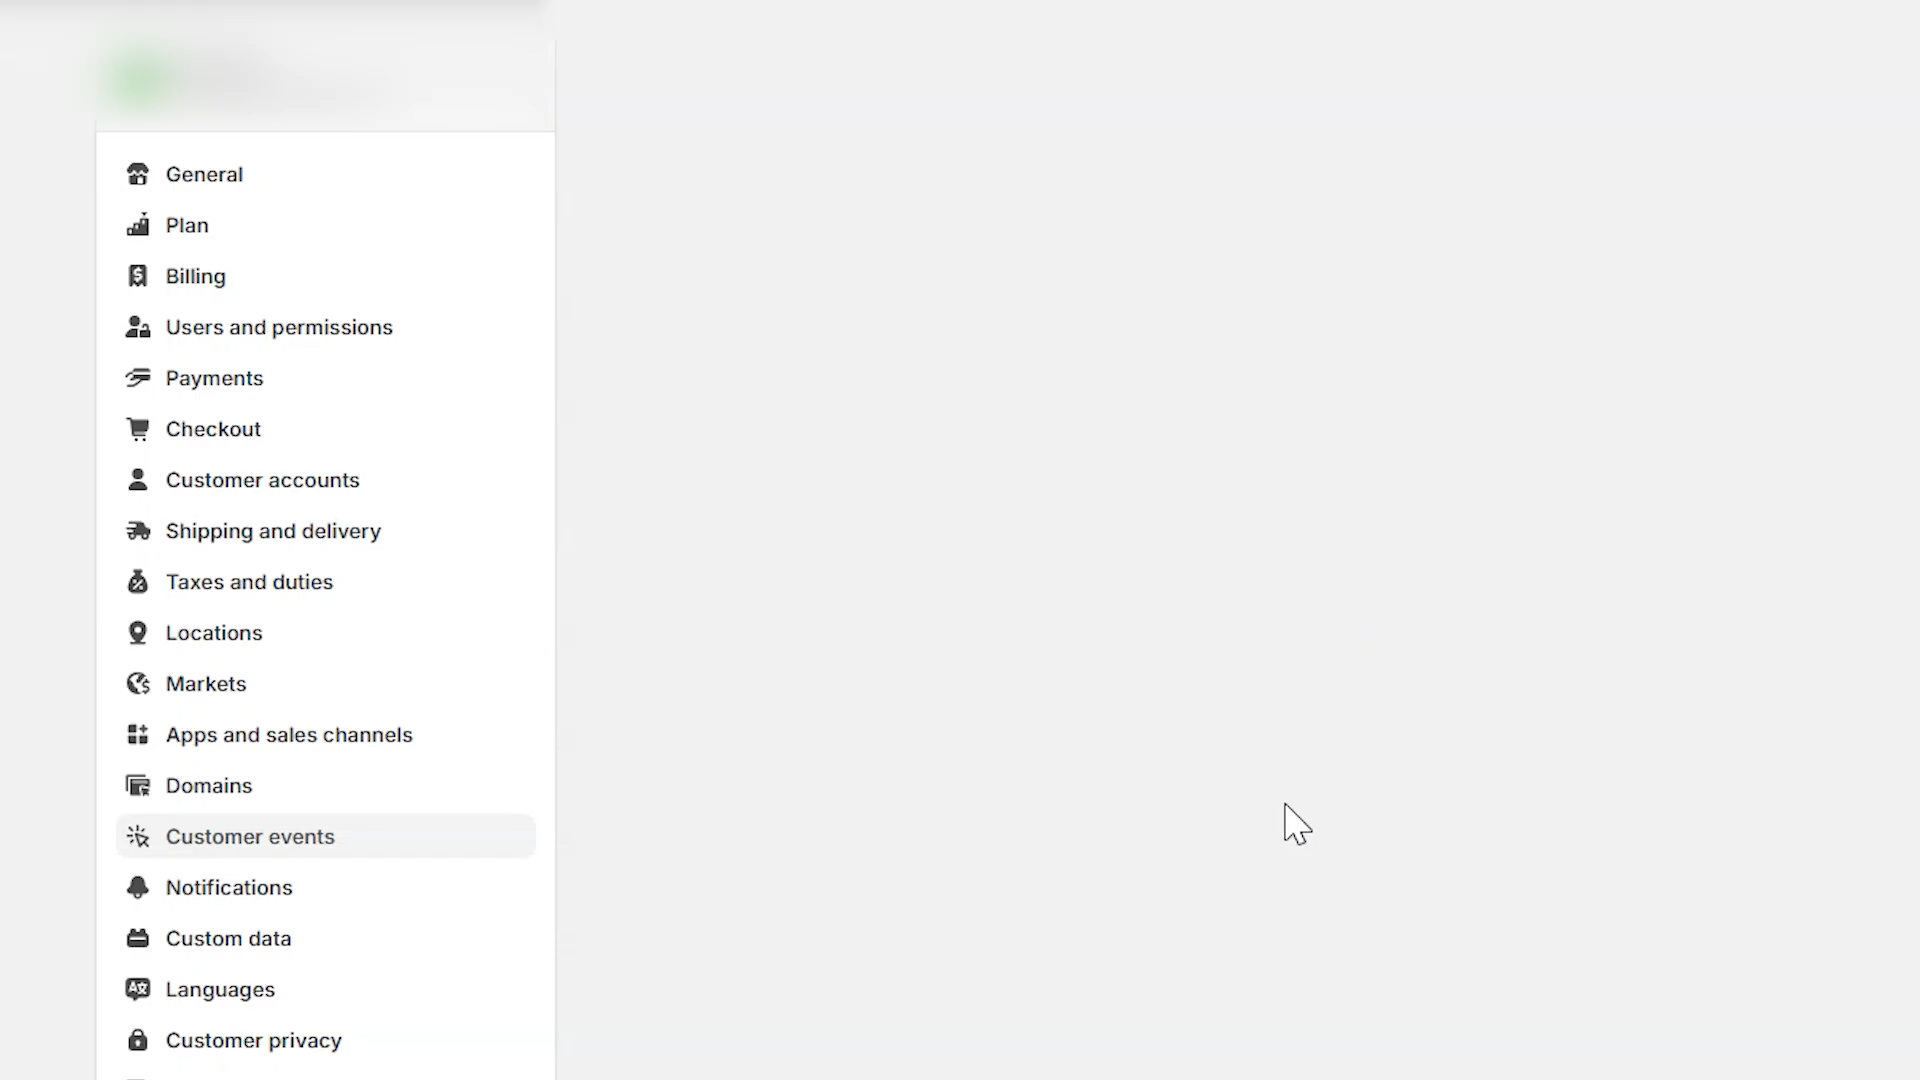 General
Plan
Billing
Users and permissions
Payments
Checkout
Customer accounts
Shipping and delivery
Taxes and duties
Locations
Markets
Apps and sales channels
Domains
Customer events
Notifications
Custom data
Languages
Customer privacy